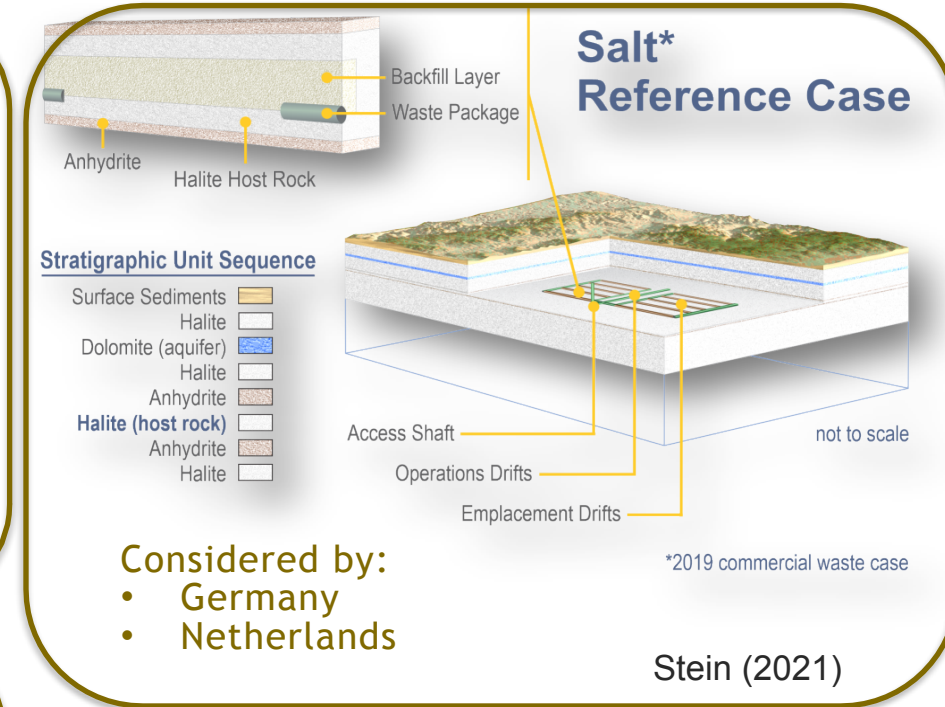 Salt*
Reference Case
Backfill Layer
Waste Package
Anhydrite
Halite Host Rock
Stratigraphic Unit Sequence
Surface Sediments
Halite
Dolomite (aquifer)
Halite
Anhydrite
Halite (host rock)
Anhydrite
Halite
Access Shaft
Operations Drifts
Emplacement Drifts
not to scale
*2019 commercial waste case
Considered by:
• Germany
• Netherlands
Stein (2021)